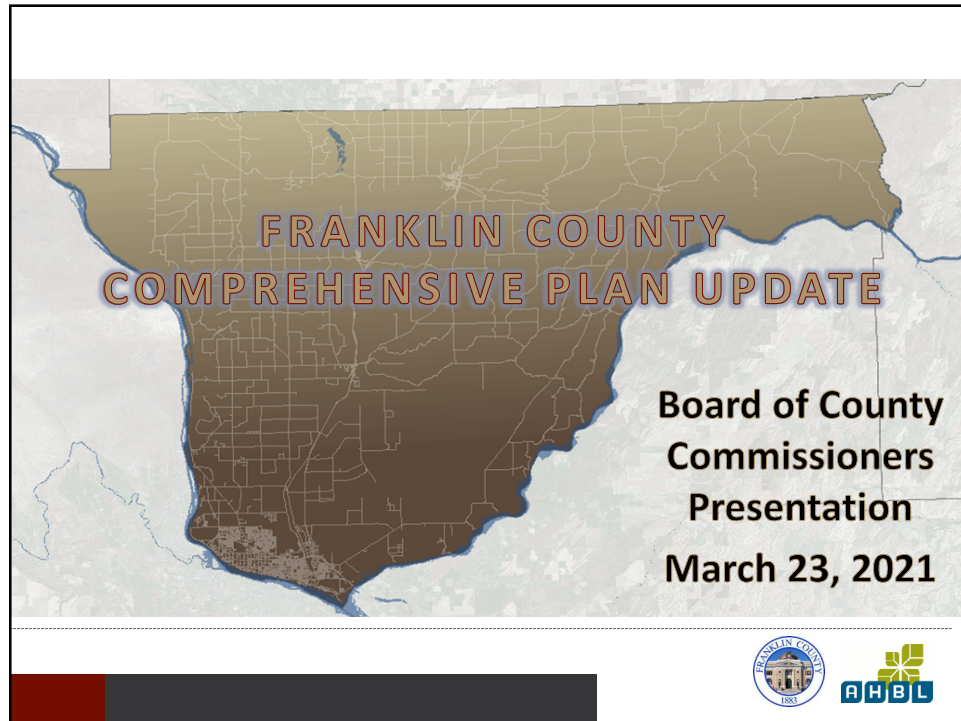 FRANKLIN COUNTY
COMPREHENSIVE PLAN UPDATE
Board of County
Commissioners
Presentation
March 23, 2021
FRANKLIN COUNTY
1883
AHBL